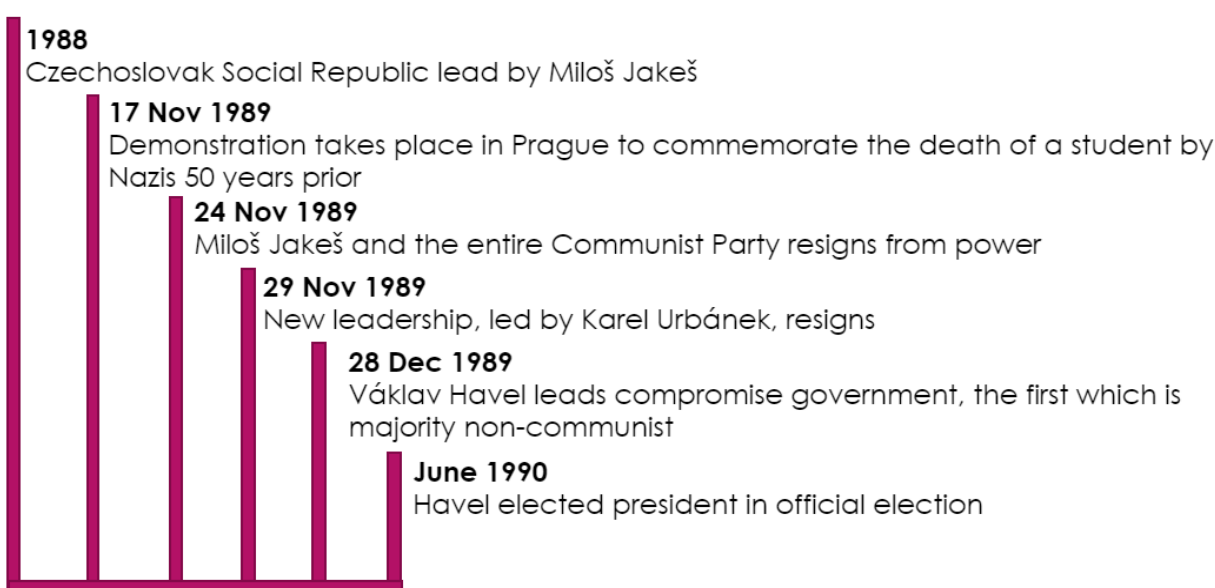 1988
Czechoslovak Social Republic lead by Miloš Jakeš
17 Nov 1989
Demonstration takes place in Prague to commemorate the death of a student by
Nazis 50 years prior
24 Nov 1989
Miloš Jakeš and the entire Communist Party resigns from power
29 Nov 1989
New leadership, led by Karel Urbánek, resigns
28 Dec 1989
Váklav Havel leads compromise government, the first which is
majority non-communist
June 1990
Havel elected president in official election